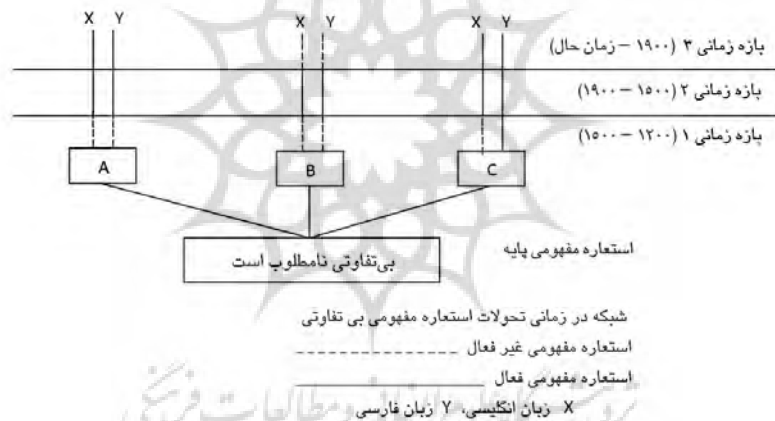 X Y X Y X Y
بازه زمانی ۳ (۱۹۰۰ – زمان حال)
بازه زمانی ۲ (۱۵۰۰ – ۱۹۰۰)
بازه زمانی ۱ (۱۲۰۰ – ۱۵۰۰)
A B C
استعاره مفهومی پایه
بی‌تفاوتی نامطلوب است
شبکه در زمانی تحولات استعاره مفهومی بی تفاوتی
استعاره مفهومی غیر فعال
استعاره مفهومی فعال
X زبان انگلیسی، Y زبان فارسی